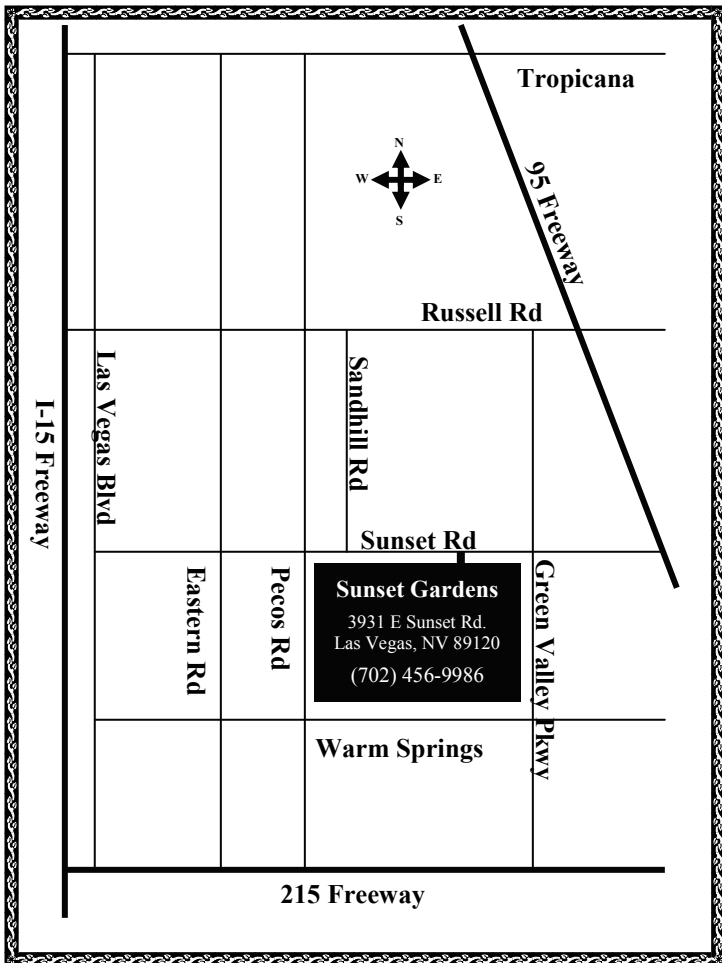 Tropicana
N
W
E
S
95 Freeway
Russell Rd
Las Vegas Blvd
Sandhill Rd
I-15 Freeway
Sunset Rd
Eastern Rd
Pecos Rd
Sunset Gardens
3931 E Sunset Rd.
Las Vegas, NV 89120
(702) 456-9986
Green Valley Pkwy
Warm Springs
215 Freeway